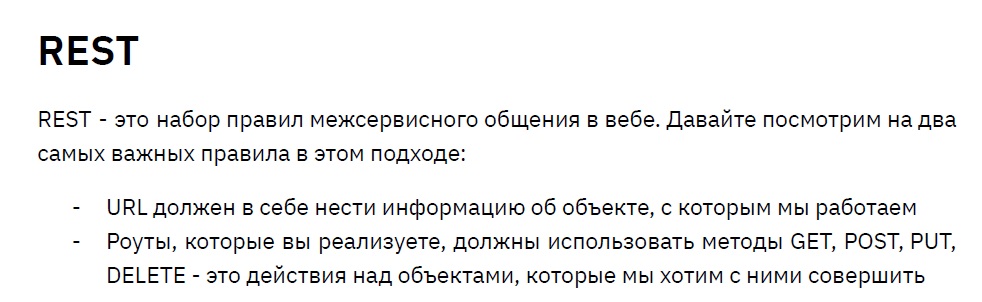 REST
REST - это набор правил межсервисного общения в вебе. Давайте посмотрим на два
самых важных правила в этом подходе:
- URL должен в себе нести информацию об объекте, с которым мы работаем
- Роуты, которые вы реализуете, должны использовать методы GET, POST, PUT,
DELETE - это действия над объектами, которые мы хотим с ними совершить